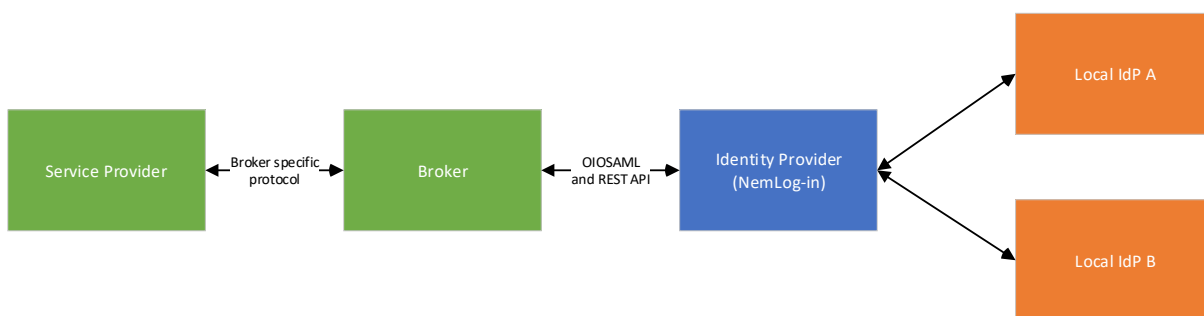 Service Provider
Broker specific
protocol
Broker
OIOSAML
and REST API
Identity Provider
(NemLog-in)
Local IdP A
Local IdP B